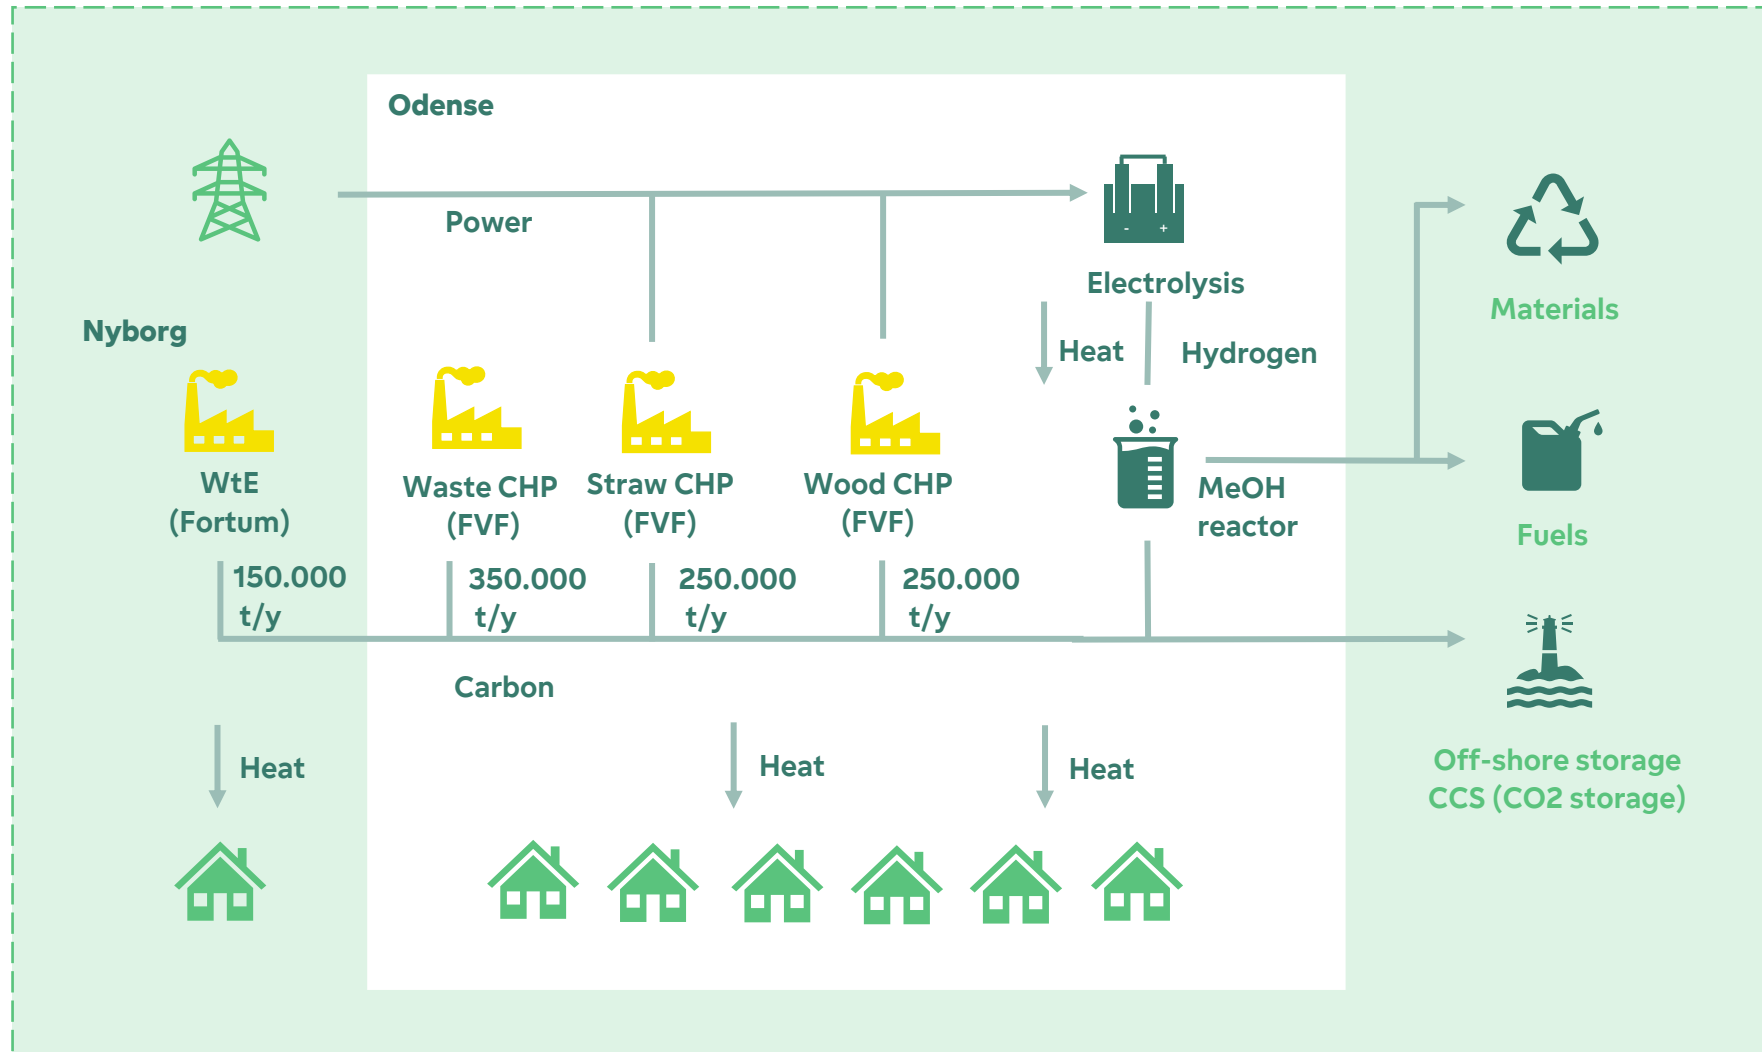 Odense
Power
- +
Electrolysis
Materials
Nyborg
Heat
Hydrogen
WtE
(Fortum)
Waste CHP
(FVF)
Straw CHP
(FVF)
Wood CHP
(FVF)
MeOH
reactor
Fuels
150.000
t/y
350.000
t/y
250.000
t/y
250.000
t/y
Carbon
Heat
Heat
Heat
Off-shore storage
CCS (CO2 storage)